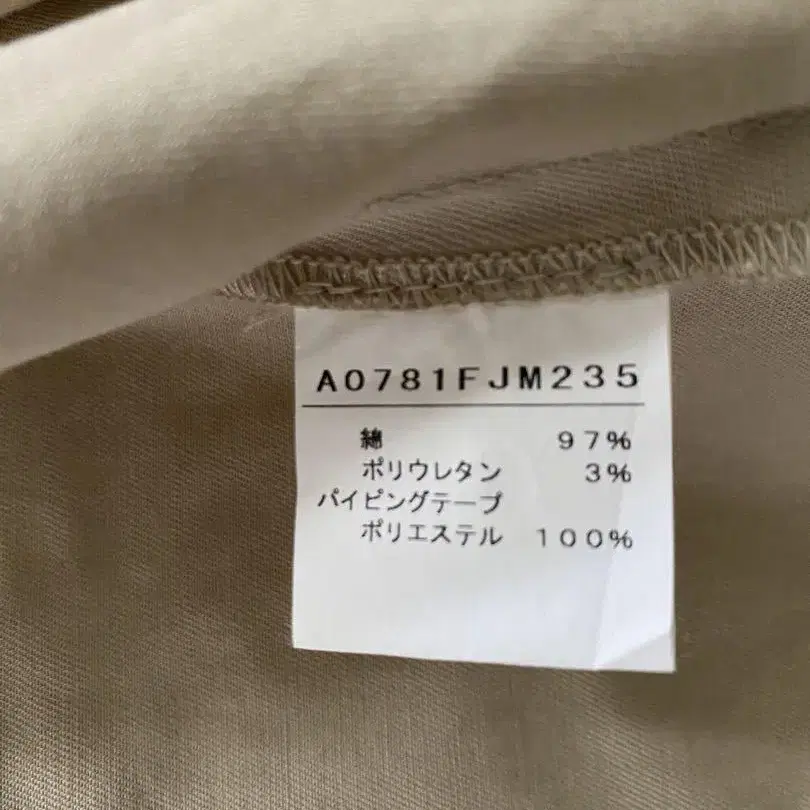 A0781FJM235
綿 97%
ポリウレタン 3%
パイピングテープ
ポリエステル 100%